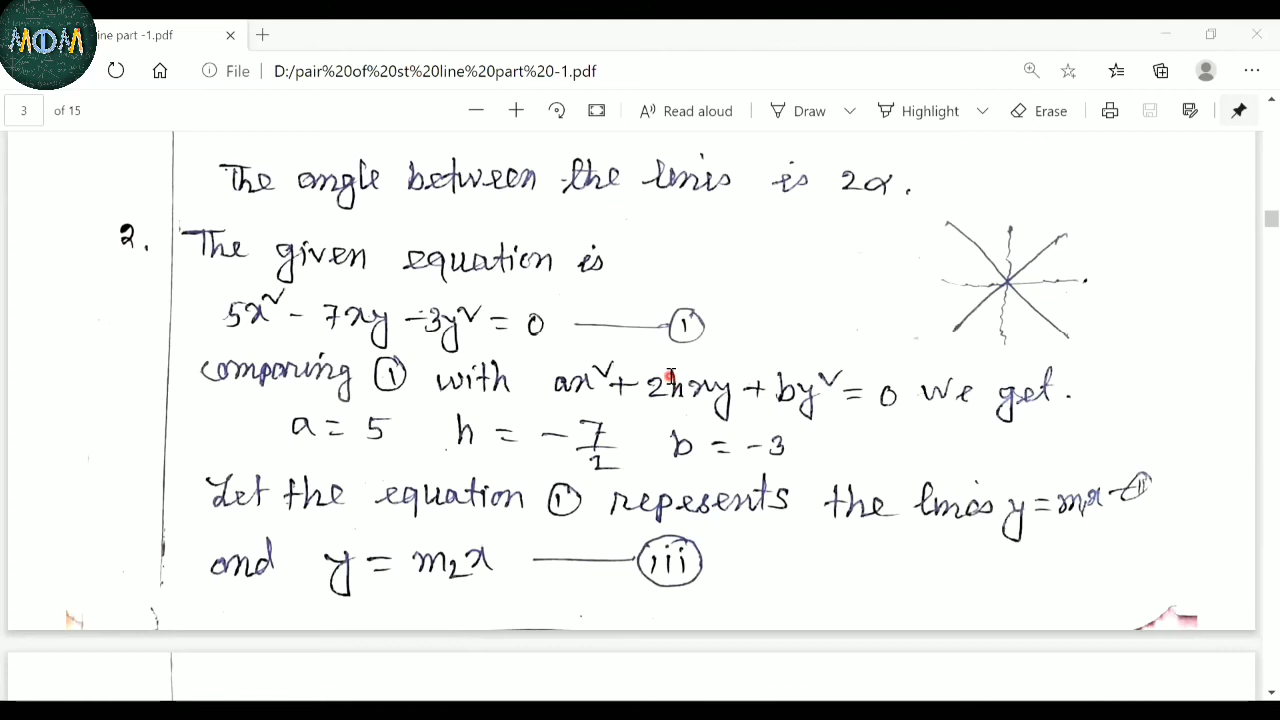 MFM
ine part -1.pdf
File D:/pair%20of%20st%20line%20part%20-1.pdf
3 of 15 Read aloud Draw Highlight Erase
The angle between the lines is 2α.
2. The given equation is
5x² - 7xy - 3y² = 0 ——— ⓘ
comparing ⓘ with ax² + 2hxy + by² = 0 we get.
a = 5 h = -7/2 b = -3
Let the equation ⓘ represents the lines y = m₁x - ⓘⓘ
and y = m₂x ——— (iii)